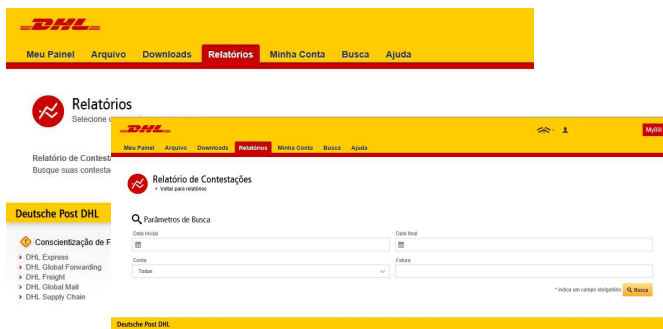 DHL
Meu Painel Arquivo Downloads Relatórios Minha Conta Busca Ajuda
Relatórios
Selecione
Relatório de Contest
Busque suas contesta
Deutsche Post DHL
Conscientização de F
DHL Express
DHL Global Forwarding
DHL Freight
DHL Global Mail
DHL Supply Chain
DHL
MyBill
Meu Painel Arquivo Downloads Relatórios Minha Conta Busca Ajuda
Relatório de Contestações
Voltar para relatórios
Parâmetros de Busca
Data inicial Data final
Conta Fatura
Todas
* indica um campo obrigatório Busca
Deutsche Post DHL